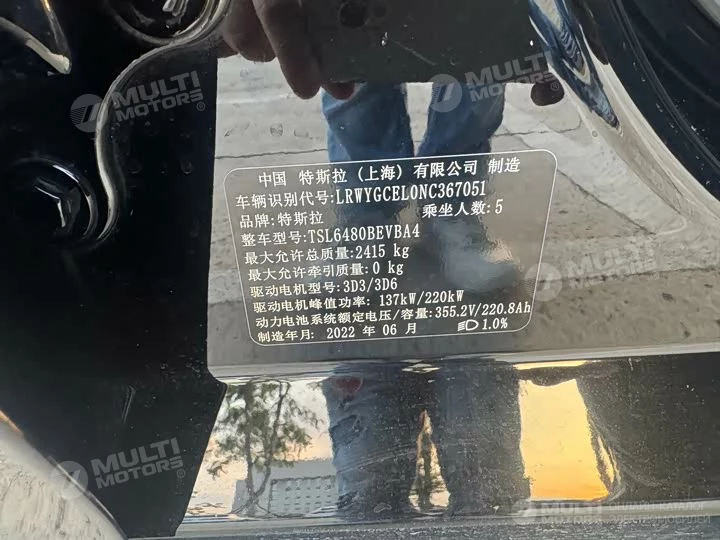 中国 特斯拉(上海)有限公司 制造
车辆识别代号:LRWYGCEL0NC367051
品牌:特斯拉 乘坐人数:5
整车型号:TSL6480BEVBA4
最大允许总质量:2415 kg
最大允许牵引质量:0 kg
驱动电机型号:3D3/3D6
驱动电机峰值功率: 137kW/220kW
动力电池系统额定电压/容量:355.2V/220.8Ah
制造年月: 2022 年 06 月 1.0%
MULTI MOTORS®
MULTI MOTORS®
MULTI MOTORS®
MULTI MOTORS®
MULTI MOTORS